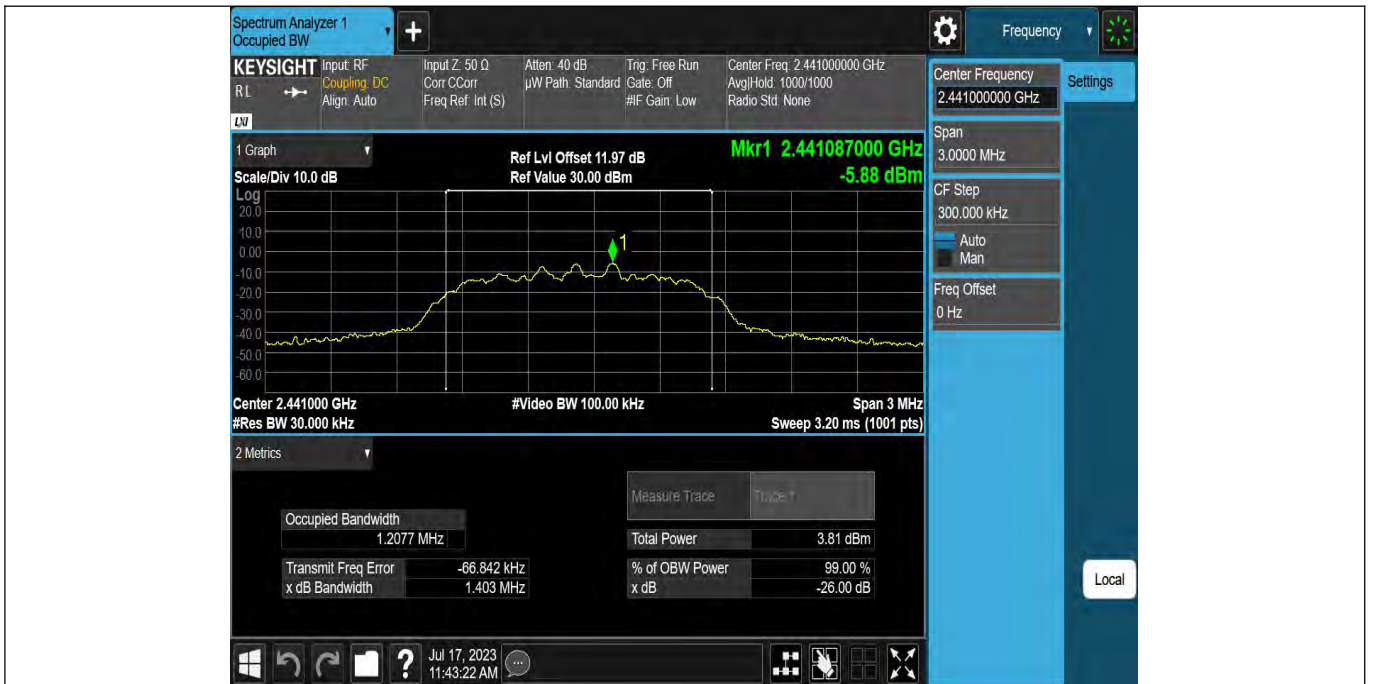 Spectrum Analyzer 1
Occupied BW
+
Frequency
KEYSIGHT
RL
LXI
Input: RF
Coupling: DC
Align: Auto
Input Z: 50 Ω
Corr CCorr
Freq Ref: Int (S)
Atten: 40 dB
µW Path: Standard
Trig: Free Run
Gate: Off
#IF Gain: Low
Center Freq: 2.441000000 GHz
Avg|Hold: 1000/1000
Radio Std: None
Center Frequency
2.441000000 GHz
Settings
Span
3.0000 MHz
CF Step
300.000 kHz
Auto
Man
Freq Offset
0 Hz
Local
1 Graph
Scale/Div 10.0 dB
Ref Lvl Offset 11.97 dB
Ref Value 30.00 dBm
Mkr1 2.441087000 GHz
-5.88 dBm
Log
20.0
10.0
0.00
-10.0
-20.0
-30.0
-40.0
-50.0
-60.0
1
Center 2.441000 GHz
#Res BW 30.000 kHz
#Video BW 100.00 kHz
Span 3 MHz
Sweep 3.20 ms (1001 pts)
2 Metrics
Measure Trace Trace 1
Occupied Bandwidth
1.2077 MHz
Total Power 3.81 dBm
Transmit Freq Error -66.842 kHz
% of OBW Power 99.00 %
x dB Bandwidth 1.403 MHz
x dB -26.00 dB
?
Jul 17, 2023
11:43:22 AM